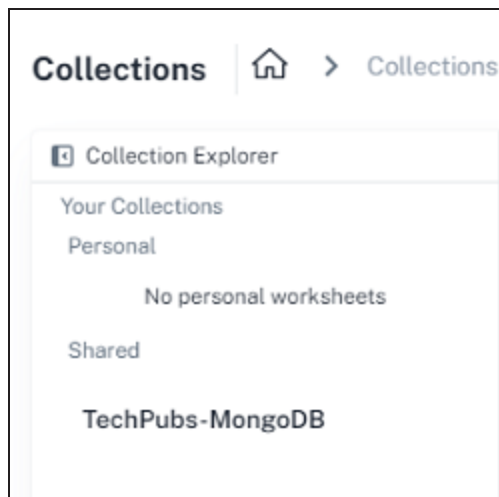 Collections Collections
Collection Explorer
Your Collections
Personal
No personal worksheets
Shared
TechPubs-MongoDB